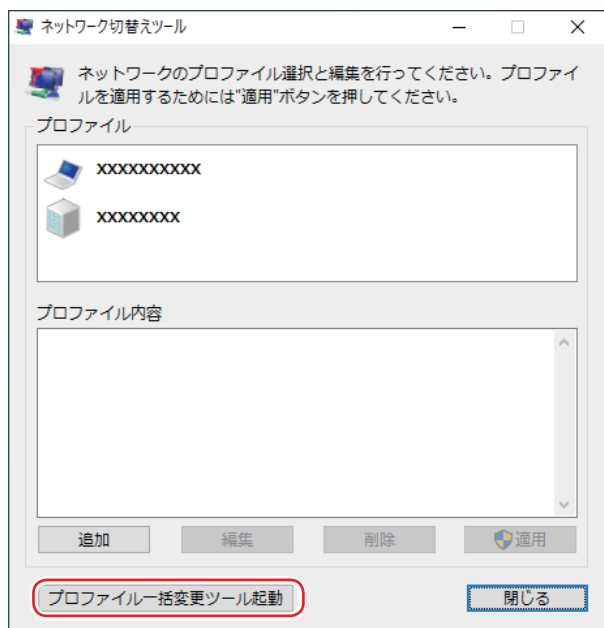 ネットワーク切替えツール
ネットワークのプロファイル選択と編集を行ってください。プロファイ
ルを適用するためには"適用"ボタンを押してください。
プロファイル
XXXXXXXXXX
XXXXXXXX
プロファイル内容
追加 編集 削除 適用
プロファイル一括変更ツール起動 閉じる